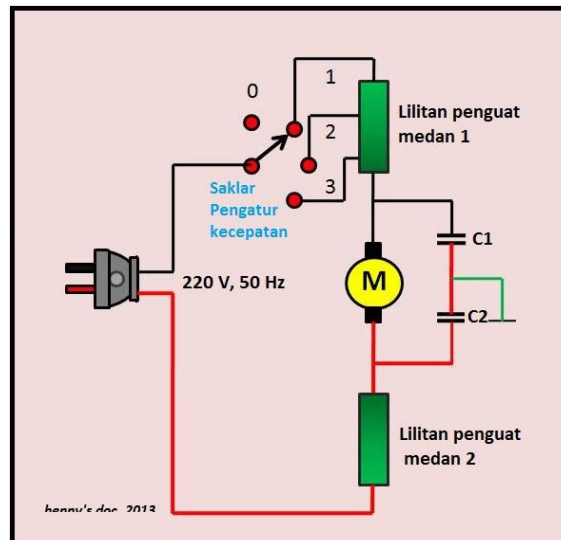 0
1
2
3
Lilitan penguat
medan 1
Saklar
Pengatur
kecepatan
220 V, 50 Hz
M
C1
C2
Lilitan penguat
medan 2
henny's doc, 2013